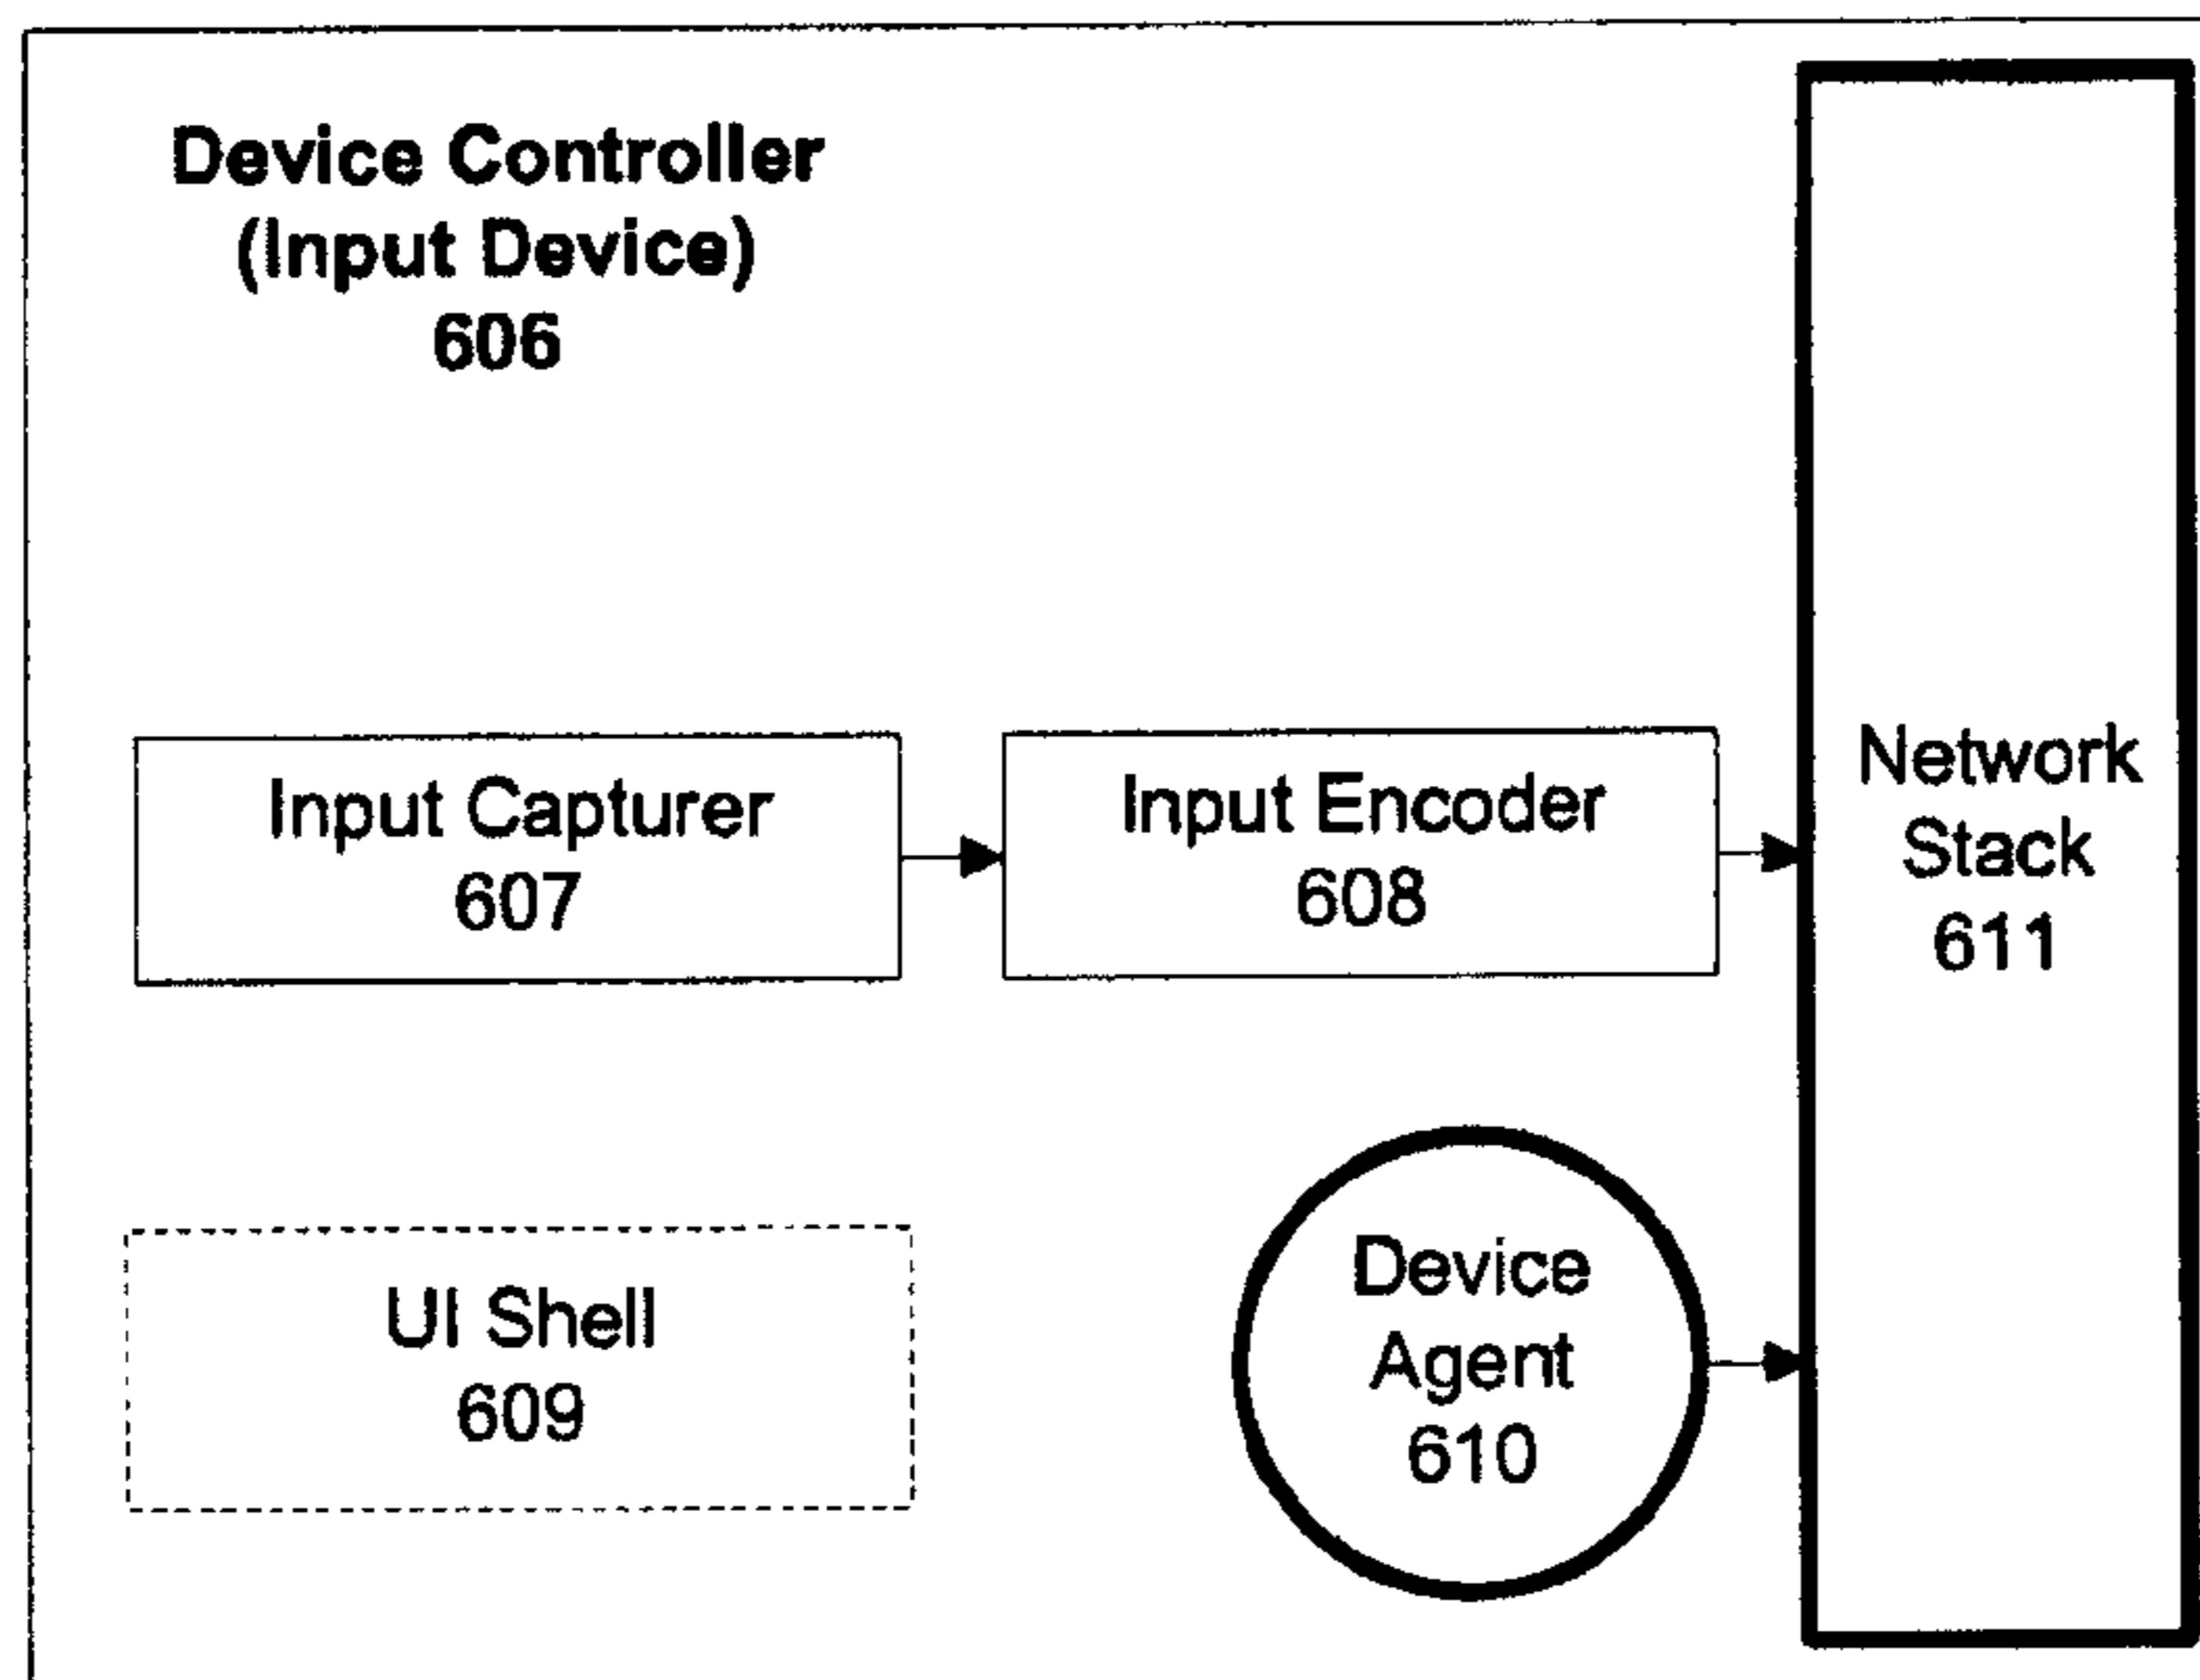 Device Controller
(Input Device)
606
Input Capturer
607
Input Encoder
608
Network
Stack
611
UI Shell
609
Device
Agent
610